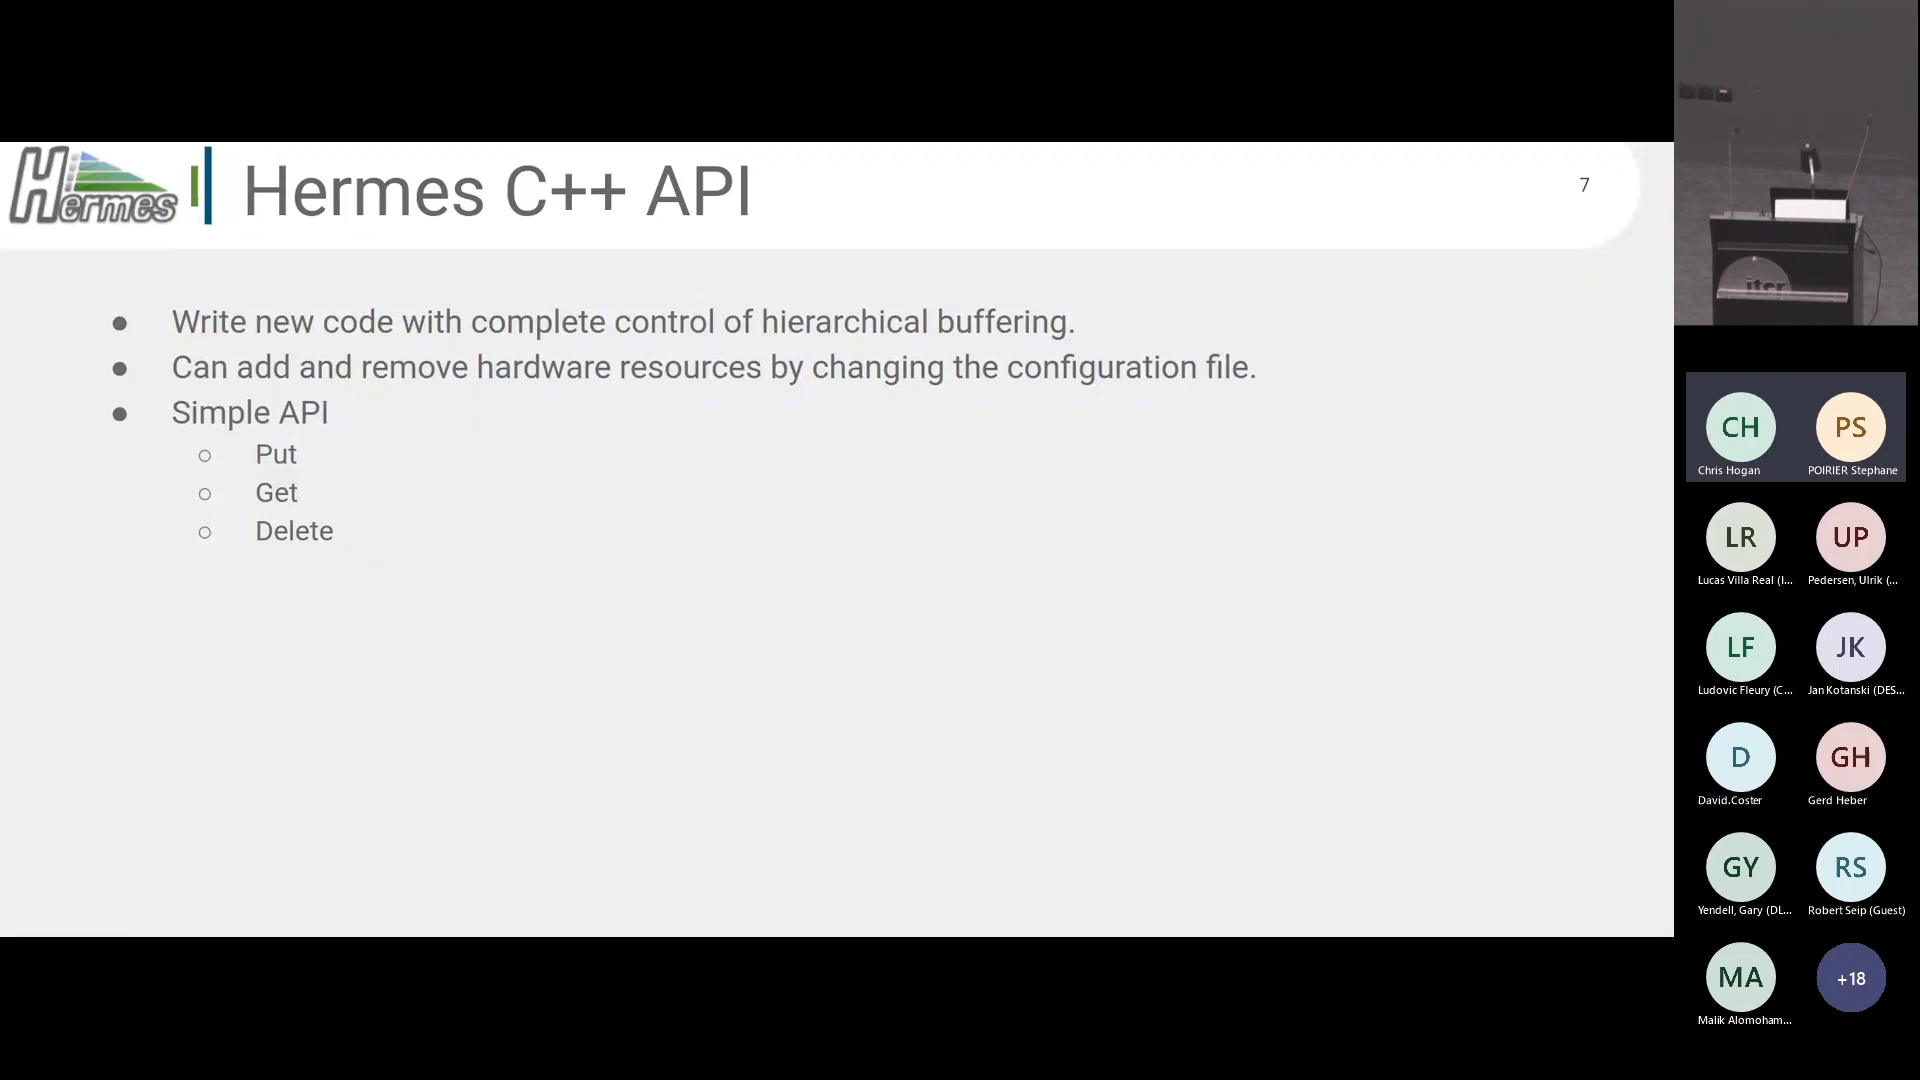 Hermes
Hermes C++ API
7
Write new code with complete control of hierarchical buffering.
Can add and remove hardware resources by changing the configuration file.
Simple API
Put
Get
Delete
iter
CH
Chris Hogan
PS
POIRIER Stephane
LR
Lucas Villa Real (I...
UP
Pedersen, Ulrik (...
LF
Ludovic Fleury (C...
JK
Jan Kotanski (DES...
D
David.Coster
GH
Gerd Heber
GY
Yendell, Gary (DL...
RS
Robert Seip (Guest)
MA
Malik Alomoham...
+18